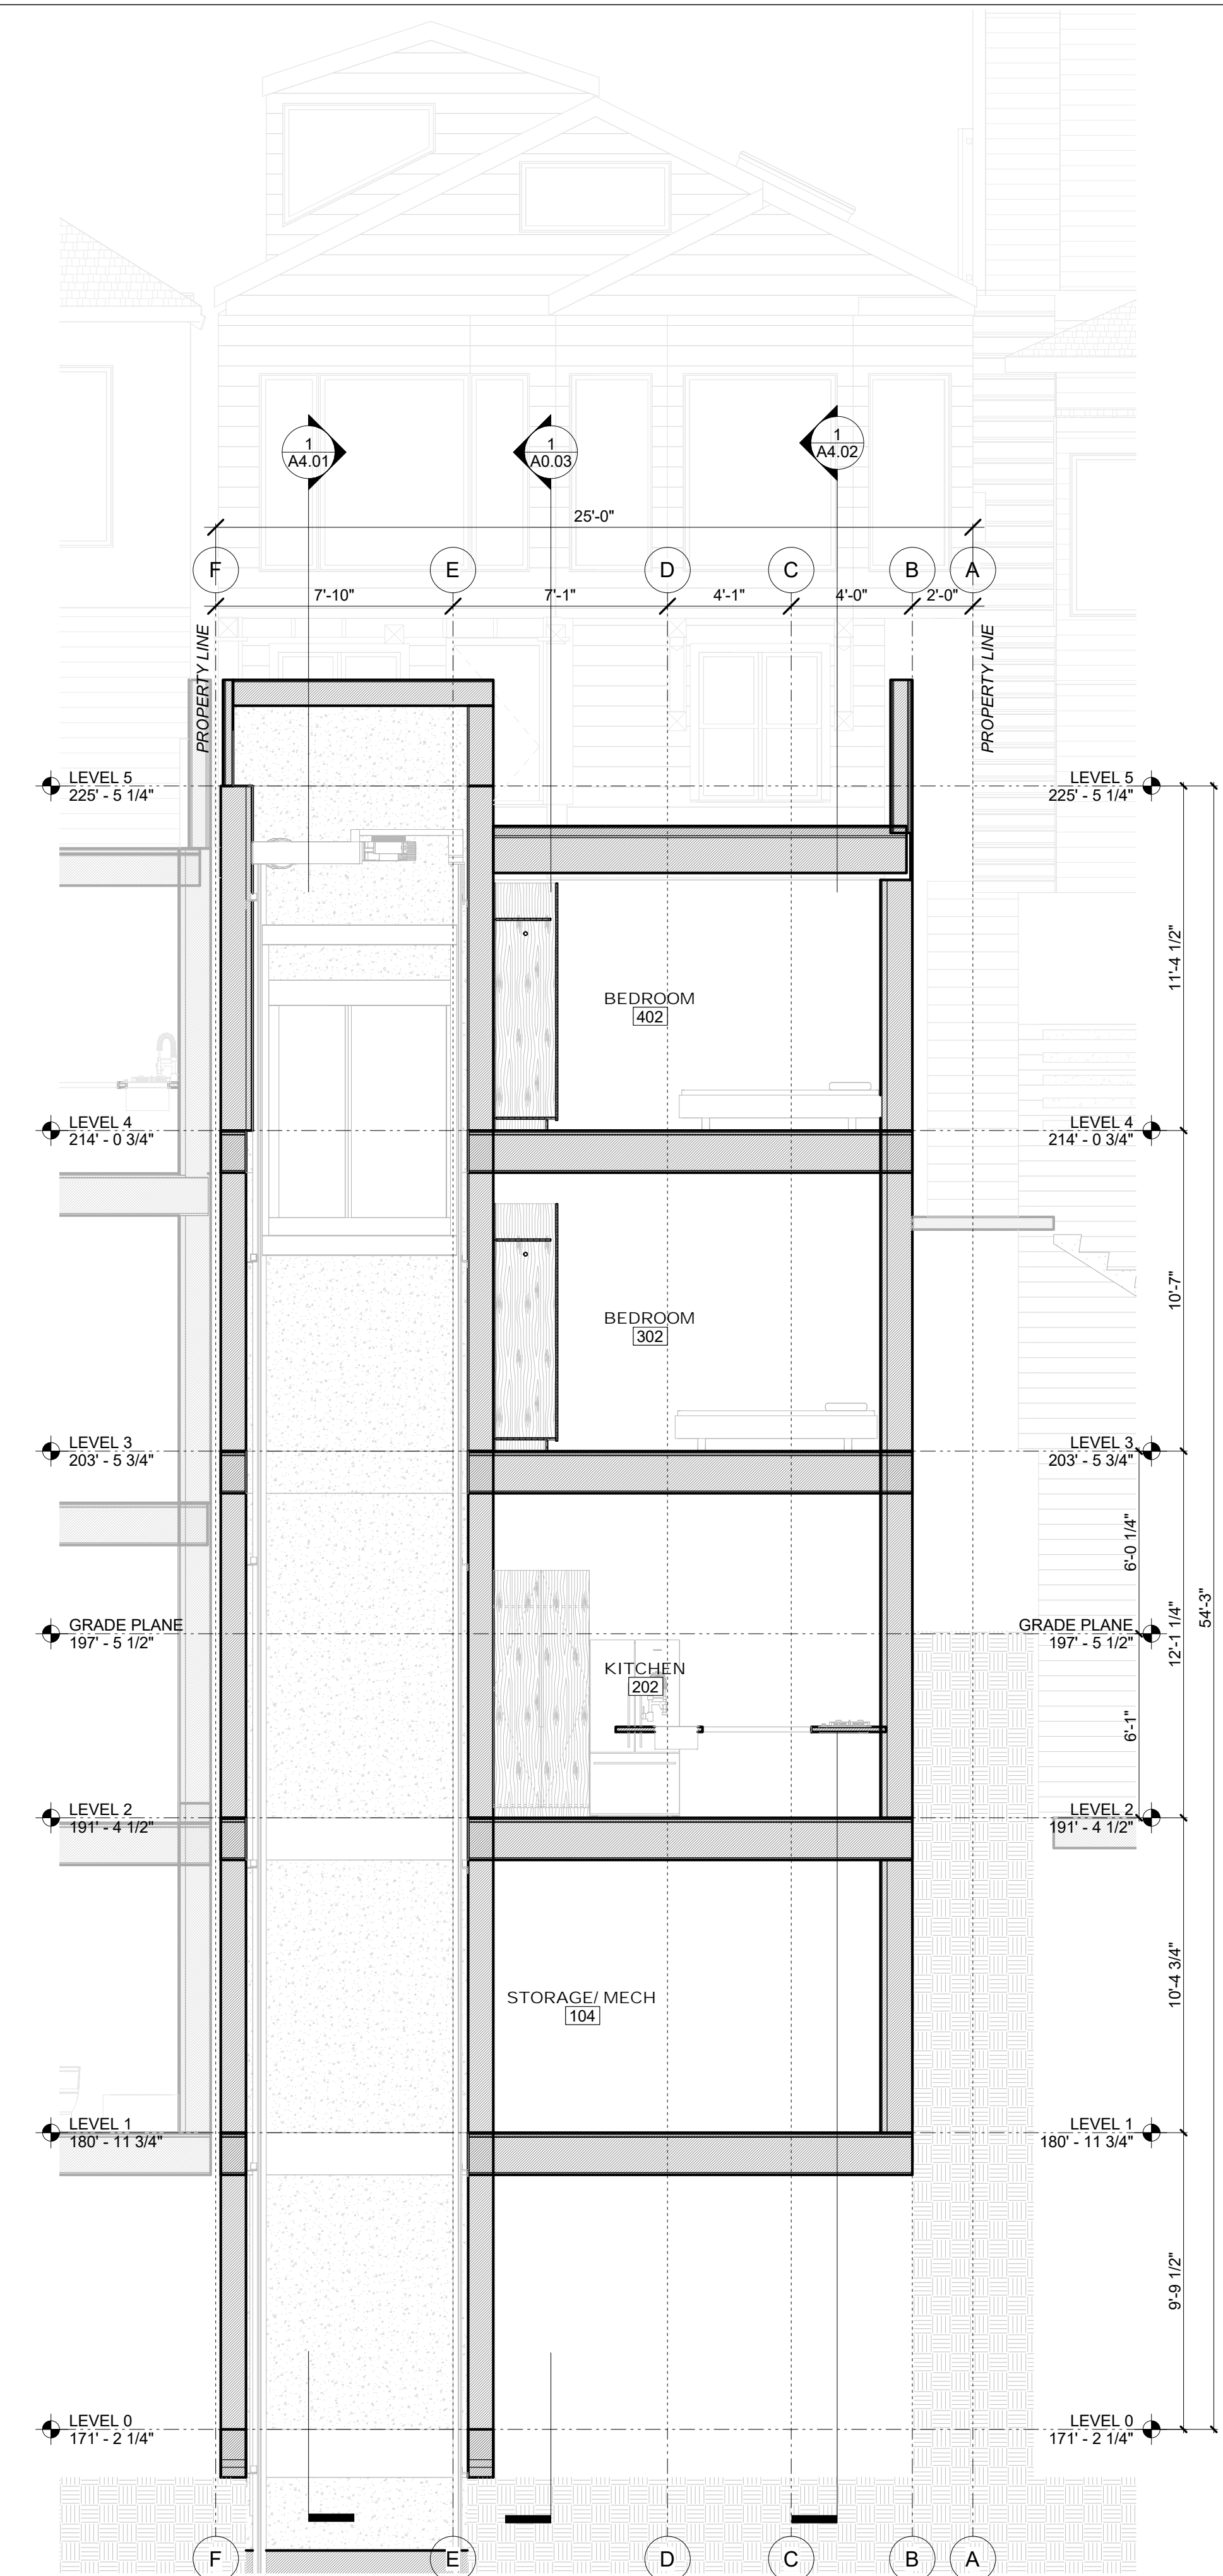 1
A4.01
1
A0.03
1
A4.02
25'-0"
F
E
D
C
B
A
7'-10"
7'-1"
4'-1"
4'-0"
2'-0"
PROPERTY LINE
PROPERTY LINE
LEVEL 5
225' - 5 1/4"
LEVEL 5
225' - 5 1/4"
11'-4 1/2"
BEDROOM
402
LEVEL 4
214' - 0 3/4"
LEVEL 4
214' - 0 3/4"
10'-7"
BEDROOM
302
LEVEL 3
203' - 5 3/4"
LEVEL 3
203' - 5 3/4"
6'-0 1/4"
12'-1 1/4"
54'-3"
GRADE PLANE
197' - 5 1/2"
GRADE PLANE
197' - 5 1/2"
KITCHEN
202
6'-1"
LEVEL 2
191' - 4 1/2"
LEVEL 2
191' - 4 1/2"
10'-4 3/4"
STORAGE/ MECH
104
LEVEL 1
180' - 11 3/4"
LEVEL 1
180' - 11 3/4"
9'-9 1/2"
LEVEL 0
171' - 2 1/4"
LEVEL 0
171' - 2 1/4"
F
E
D
C
B
A